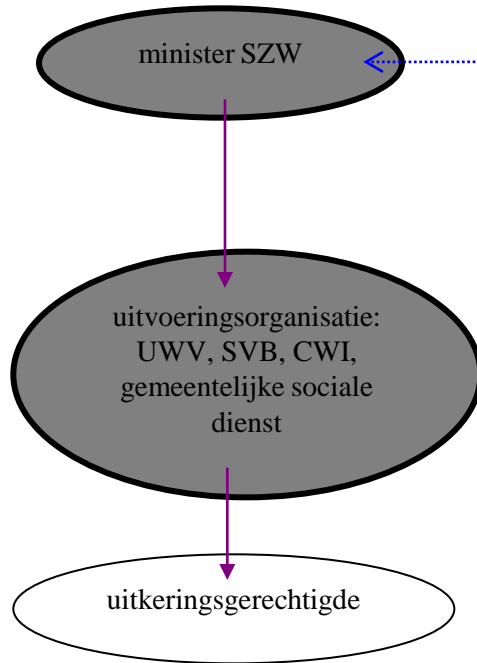 minister SZW
uitvoeringsorganisatie:
UWV, SVB, CWI,
gemeentelijke sociale
dienst
uitkeringsgerechtigde